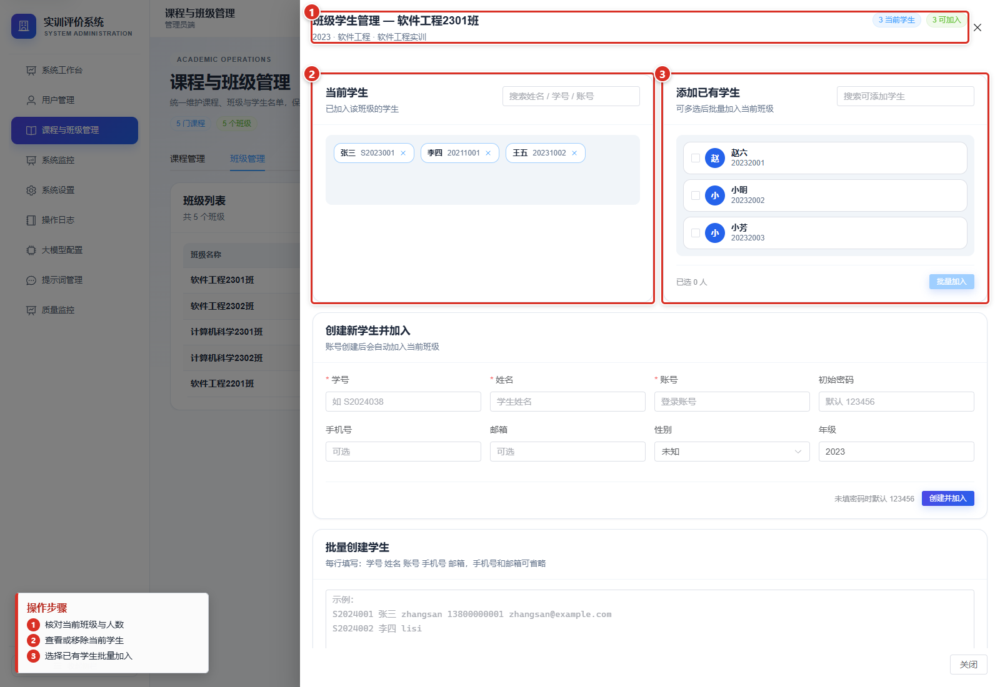 实训评价系统
SYSTEM ADMINISTRATION
系统工作台
用户管理
课程与班级管理
系统监控
系统设置
操作日志
大模型配置
提示词管理
质量监控
课程与班级管理
管理员端
ACADEMIC OPERATIONS
课程与班级管理
统一维护课程、班级与学生名单，保
5 门课程
5 个班级
课程管理
班级管理
班级列表
共 5 个班级
班级名称
软件工程2301班
软件工程2302班
计算机科学2301班
计算机科学2302班
软件工程2201班
操作步骤
1 核对当前班级与人数
2 查看或移除当前学生
3 选择已有学生批量加入
1
班级学生管理 — 软件工程2301班
2023 · 软件工程 · 软件工程实训
3 当前学生
3 可加入
2
当前学生
已加入该班级的学生
搜索姓名 / 学号 / 账号
张三 S2023001
李四 20211001
王五 20231002
3
添加已有学生
可多选后批量加入当前班级
搜索可添加学生
赵
赵六
20232001
小
小明
20232002
小
小芳
20232003
已选 0 人
批量加入
创建新学生并加入
账号创建后会自动加入当前班级
* 学号
* 姓名
* 账号
初始密码
如 S2024038
学生姓名
登录账号
默认 123456
手机号
邮箱
性别
年级
可选
可选
未知
2023
未填密码时默认 123456
创建并加入
批量创建学生
每行填写：学号 姓名 账号 手机号 邮箱，手机号和邮箱可省略
示例：
S2024001 张三 zhangsan 13800000001 zhangsan@example.com
S2024002 李四 lisi
关闭